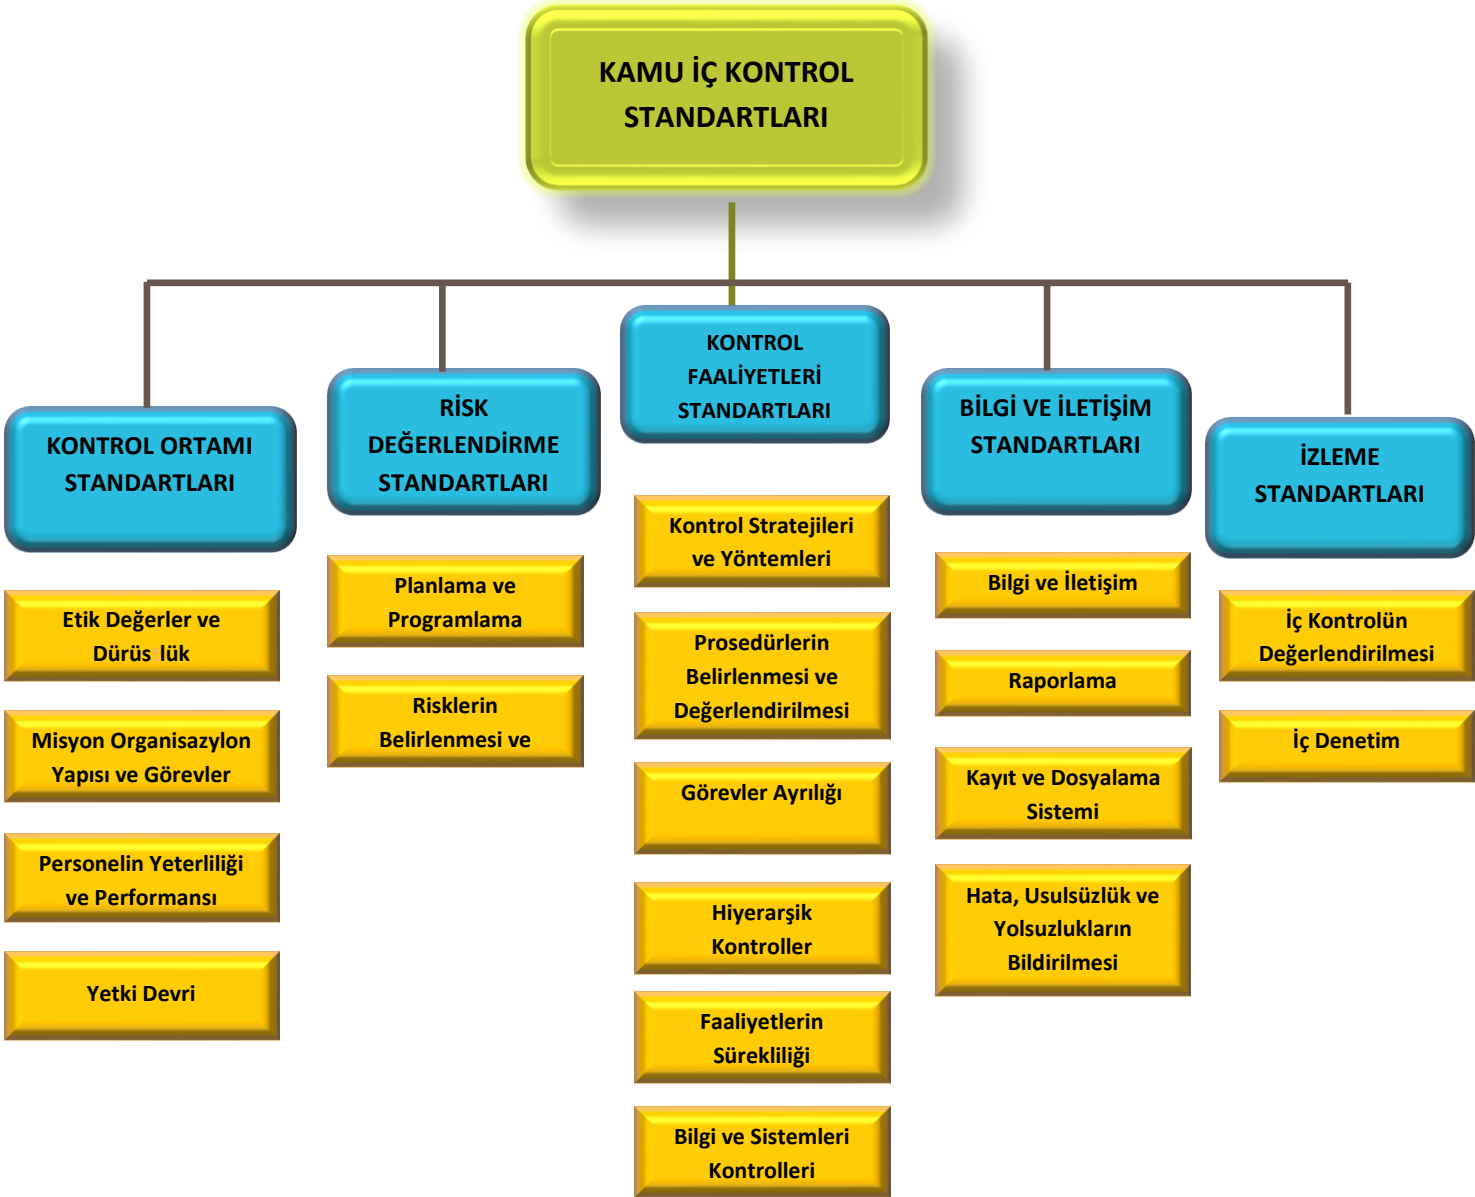 KAMU İÇ KONTROL
STANDARTLARI
KONTROL ORTAMI
STANDARTLARI
Etik Değerler ve
Dürüs lük
Misyon Organisazylon
Yapısı ve Görevler
Personelin Yeterliliği
ve Performansı
Yetki Devri
RİSK
DEĞERLENDİRME
STANDARTLARI
Planlama ve
Programlama
Risklerin
Belirlenmesi ve
KONTROL
FAALİYETLERİ
STANDARTLARI
Kontrol Stratejileri
ve Yöntemleri
Prosedürlerin
Belirlenmesi ve
Değerlendirilmesi
Görevler Ayrılığı
Hiyerarşik
Kontroller
Faaliyetlerin
Sürekliliği
Bilgi ve Sistemleri
Kontrolleri
BİLGİ VE İLETİŞİM
STANDARTLARI
Bilgi ve İletişim
Raporlama
Kayıt ve Dosyalama
Sistemi
Hata, Usulsüzlük ve
Yolsuzlukların
Bildirilmesi
İZLEME
STANDARTLARI
İç Kontrolün
Değerlendirilmesi
İç Denetim